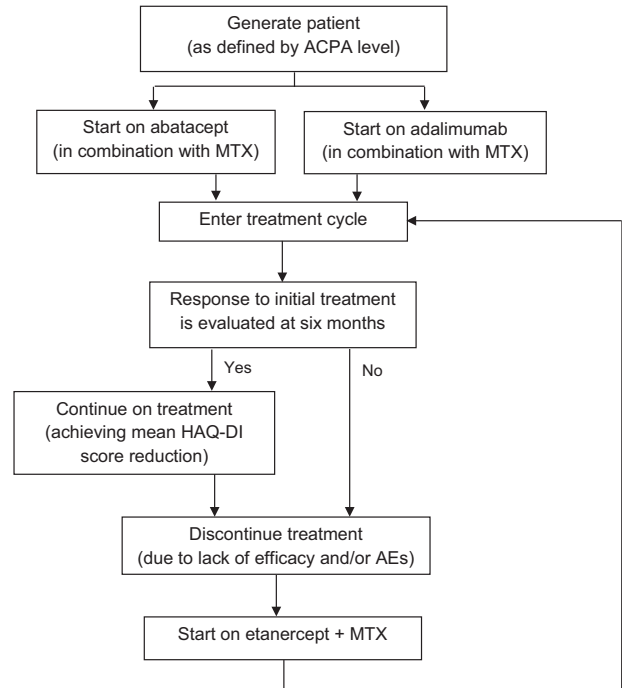 Generate patient
(as defined by ACPA level)
Start on abatacept
(in combination with MTX)
Start on adalimumab
(in combination with MTX)
Enter treatment cycle
Response to initial treatment
is evaluated at six months
Yes
No
Continue on treatment
(achieving mean HAQ-DI
score reduction)
Discontinue treatment
(due to lack of efficacy and/or AEs)
Start on etanercept + MTX